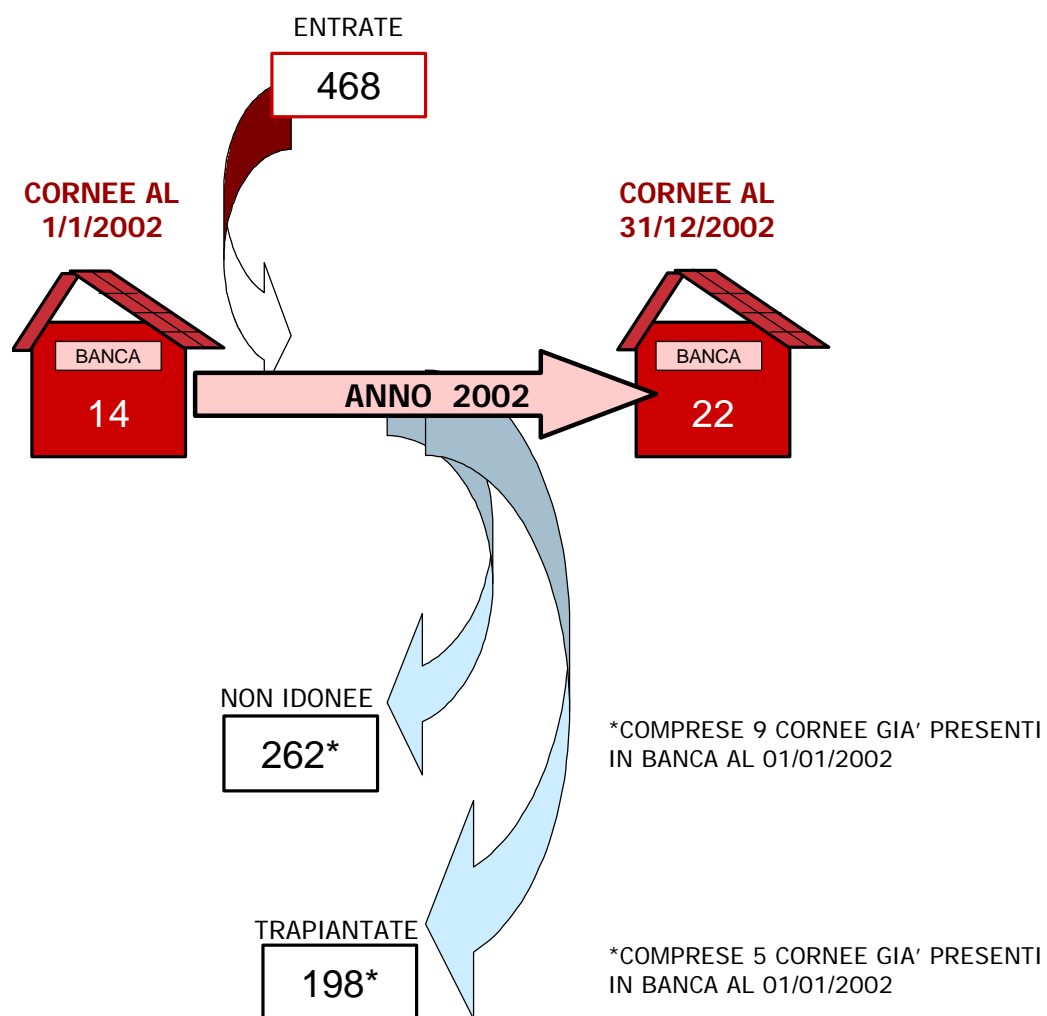 ENTRATE
468
CORNEE AL
1/1/2002
CORNEE AL
31/12/2002
BANCA
14
ANNO 2002
BANCA
22
NON IDONEE
262*
*COMPRESE 9 CORNEE GIA’ PRESENTI
IN BANCA AL 01/01/2002
TRAPIANTATE
198*
*COMPRESE 5 CORNEE GIA’ PRESENTI
IN BANCA AL 01/01/2002